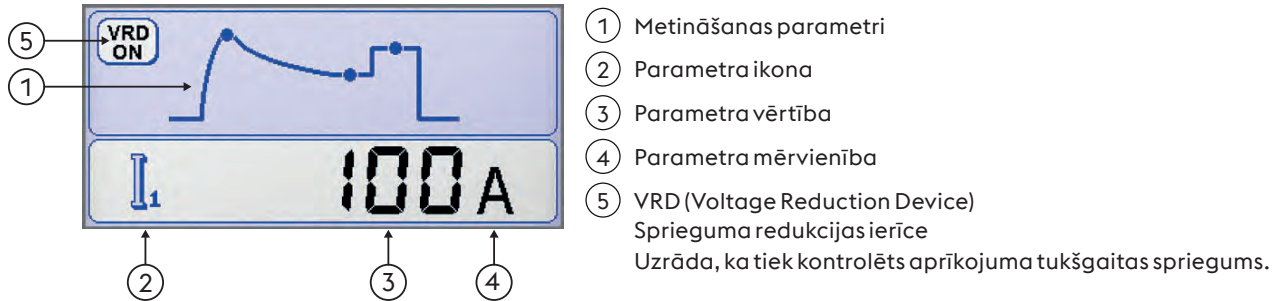 VRD
ON
5
1
I1
100 A
2
3
4
1 Metināšanas parametri
2 Parametra ikona
3 Parametra vērtība
4 Parametra mērvienība
5 VRD (Voltage Reduction Device)
Sprieguma redukcijas ierīce
Uzrāda, ka tiek kontrolēts aprīkojuma tukšgaitas spriegums.